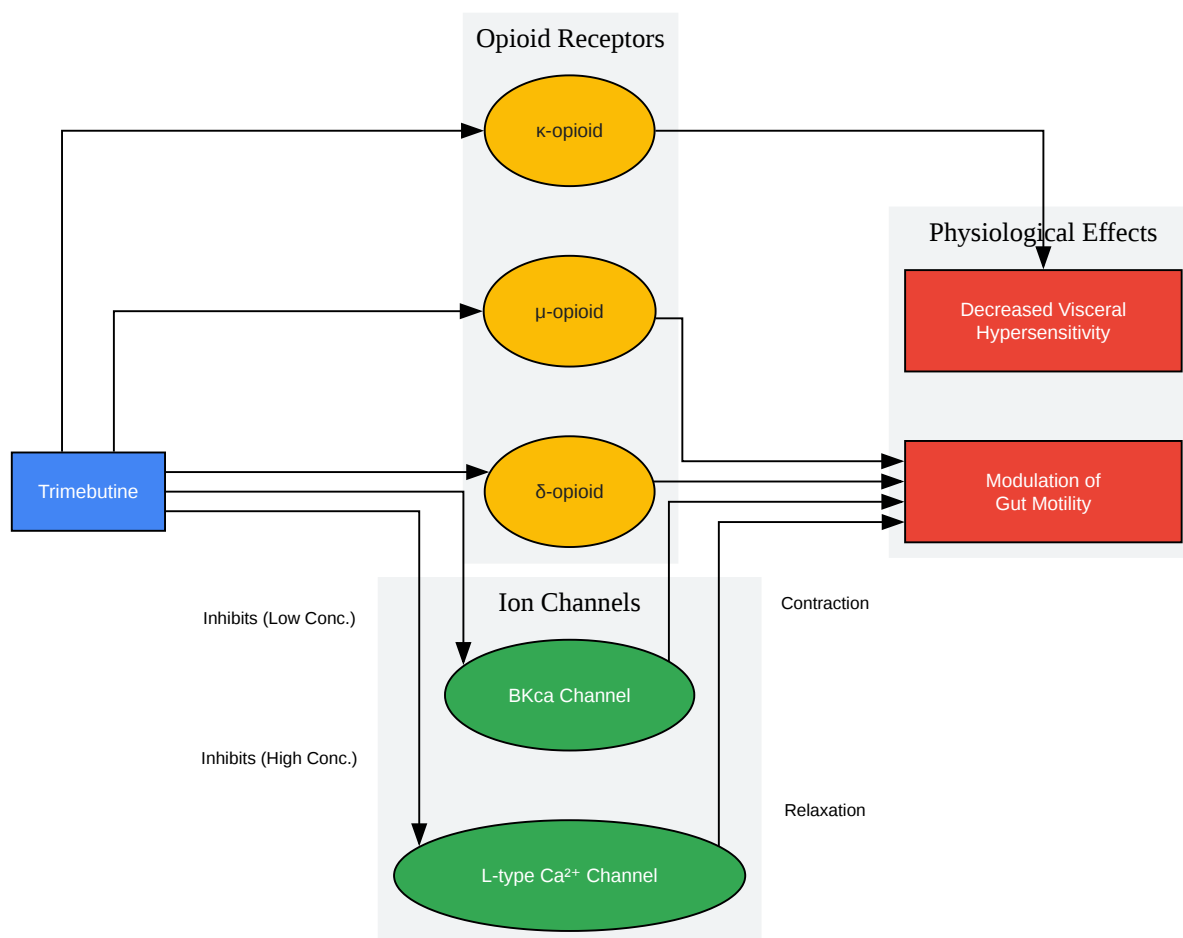 Opioid Receptors
κ-opioid
Physiological Effects
μ-opioid
Decreased Visceral
Hypersensitivity
Trimebutine
δ-opioid
Modulation of
Gut Motility
Ion Channels
Contraction
Inhibits (Low Conc.)
BKca Channel
Inhibits (High Conc.)
Relaxation
L-type Ca²⁺ Channel